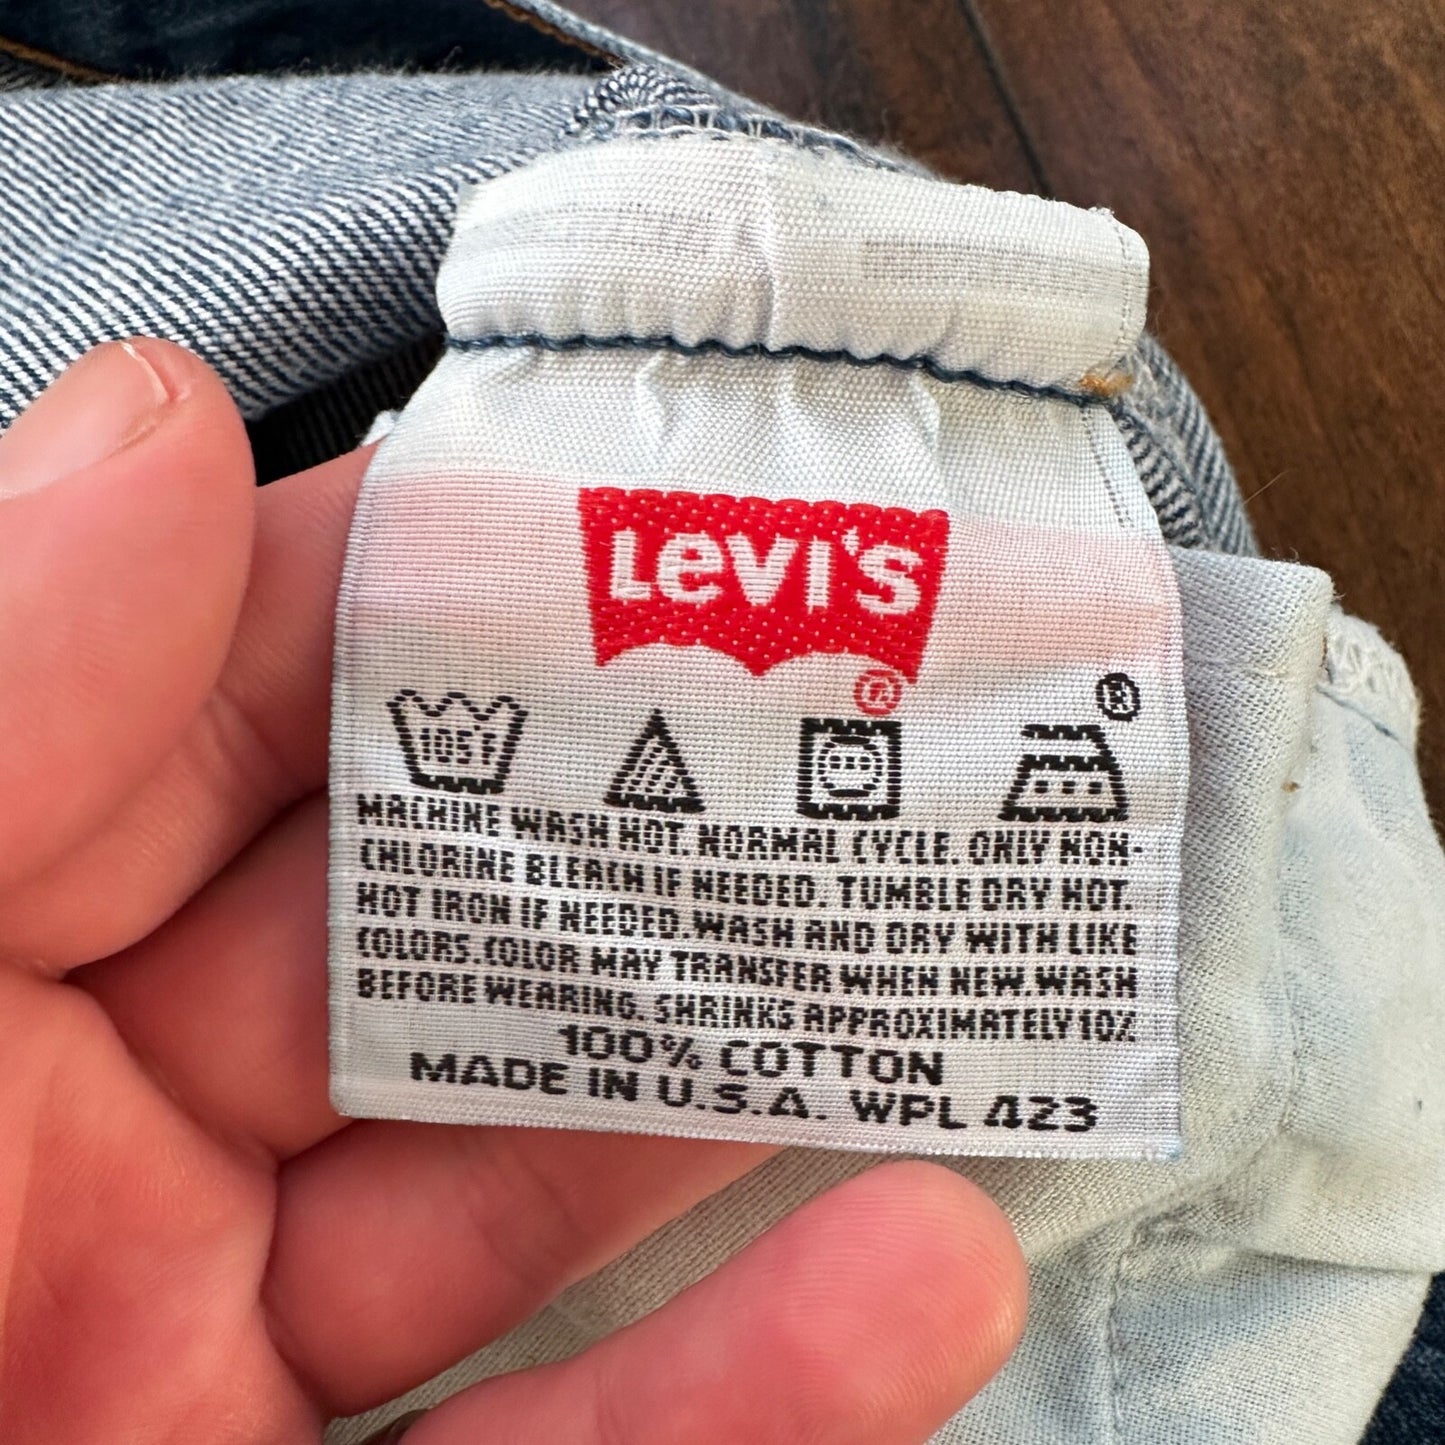 Levi's
®
®
105°F
MACHINE WASH HOT. NORMAL CYCLE. ONLY NON-
CHLORINE BLEACH IF NEEDED. TUMBLE DRY HOT.
HOT IRON IF NEEDED. WASH AND DRY WITH LIKE
COLORS. COLOR MAY TRANSFER WHEN NEW. WASH
BEFORE WEARING. SHRINKS APPROXIMATELY 10%
100% COTTON
MADE IN U.S.A. WPL 423